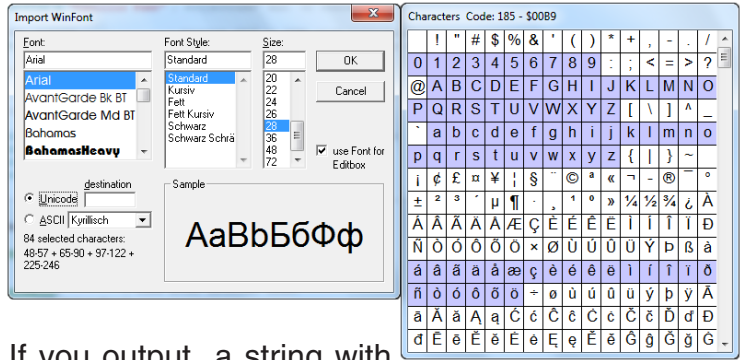 Import WinFont
Font:
Arial
Arial
AvantGarde Bk BT
AvantGarde Md BT
Bahamas
BahamasHeavy
Font Style:
Standard
Standard
Kursiv
Fett
Fett Kursiv
Schwarz
Schwarz Schrä
Size:
28
20
22
24
26
28
36
48
72
OK
Cancel
use Font for
Editbox
destination
Unicode
ASCII Kyrillisch
84 selected characters:
48-57 + 65-90 + 97-122 +
225-246
Sample
АаВbБбФф
Characters Code: 185 - $00B9
! " # $ % & ' ( ) * + , - . /
0 1 2 3 4 5 6 7 8 9 : ; < = > ?
@ A B C D E F G H I J K L M N O
P Q R S T U V W X Y Z [ \ ] ^ _
` a b c d e f g h i j k l m n o
p q r s t u v w x y z { | } ~
¡ ¢ £ ¤ ¥ ¦ § ¨ © ª « ¬ - ® ¯ °
± ² ³ ´ µ ¶ · ¸ ¹ º » ¼ ½ ¾ ¿ À
Á Â Ã Ä Å Æ Ç È É Ê Ë Ì Í Î Ï Ð
Ñ Ò Ó Ô Õ Ö × Ø Ù Ú Û Ü Ý Þ ß à
á â ã ä å æ ç è é ê ë ì í î ï ð
ñ ò ó ô õ ö ÷ ø ù ú û ü ý þ ÿ Ā
ā Ă ă Ą ą Ć ć Ĉ ĉ Ċ ċ Č č Ď ď Đ
đ Ē ē Ĕ ĕ Ė ė Ę ę Ě ě Ĝ ĝ Ğ ğ Ġ
If you output a string with